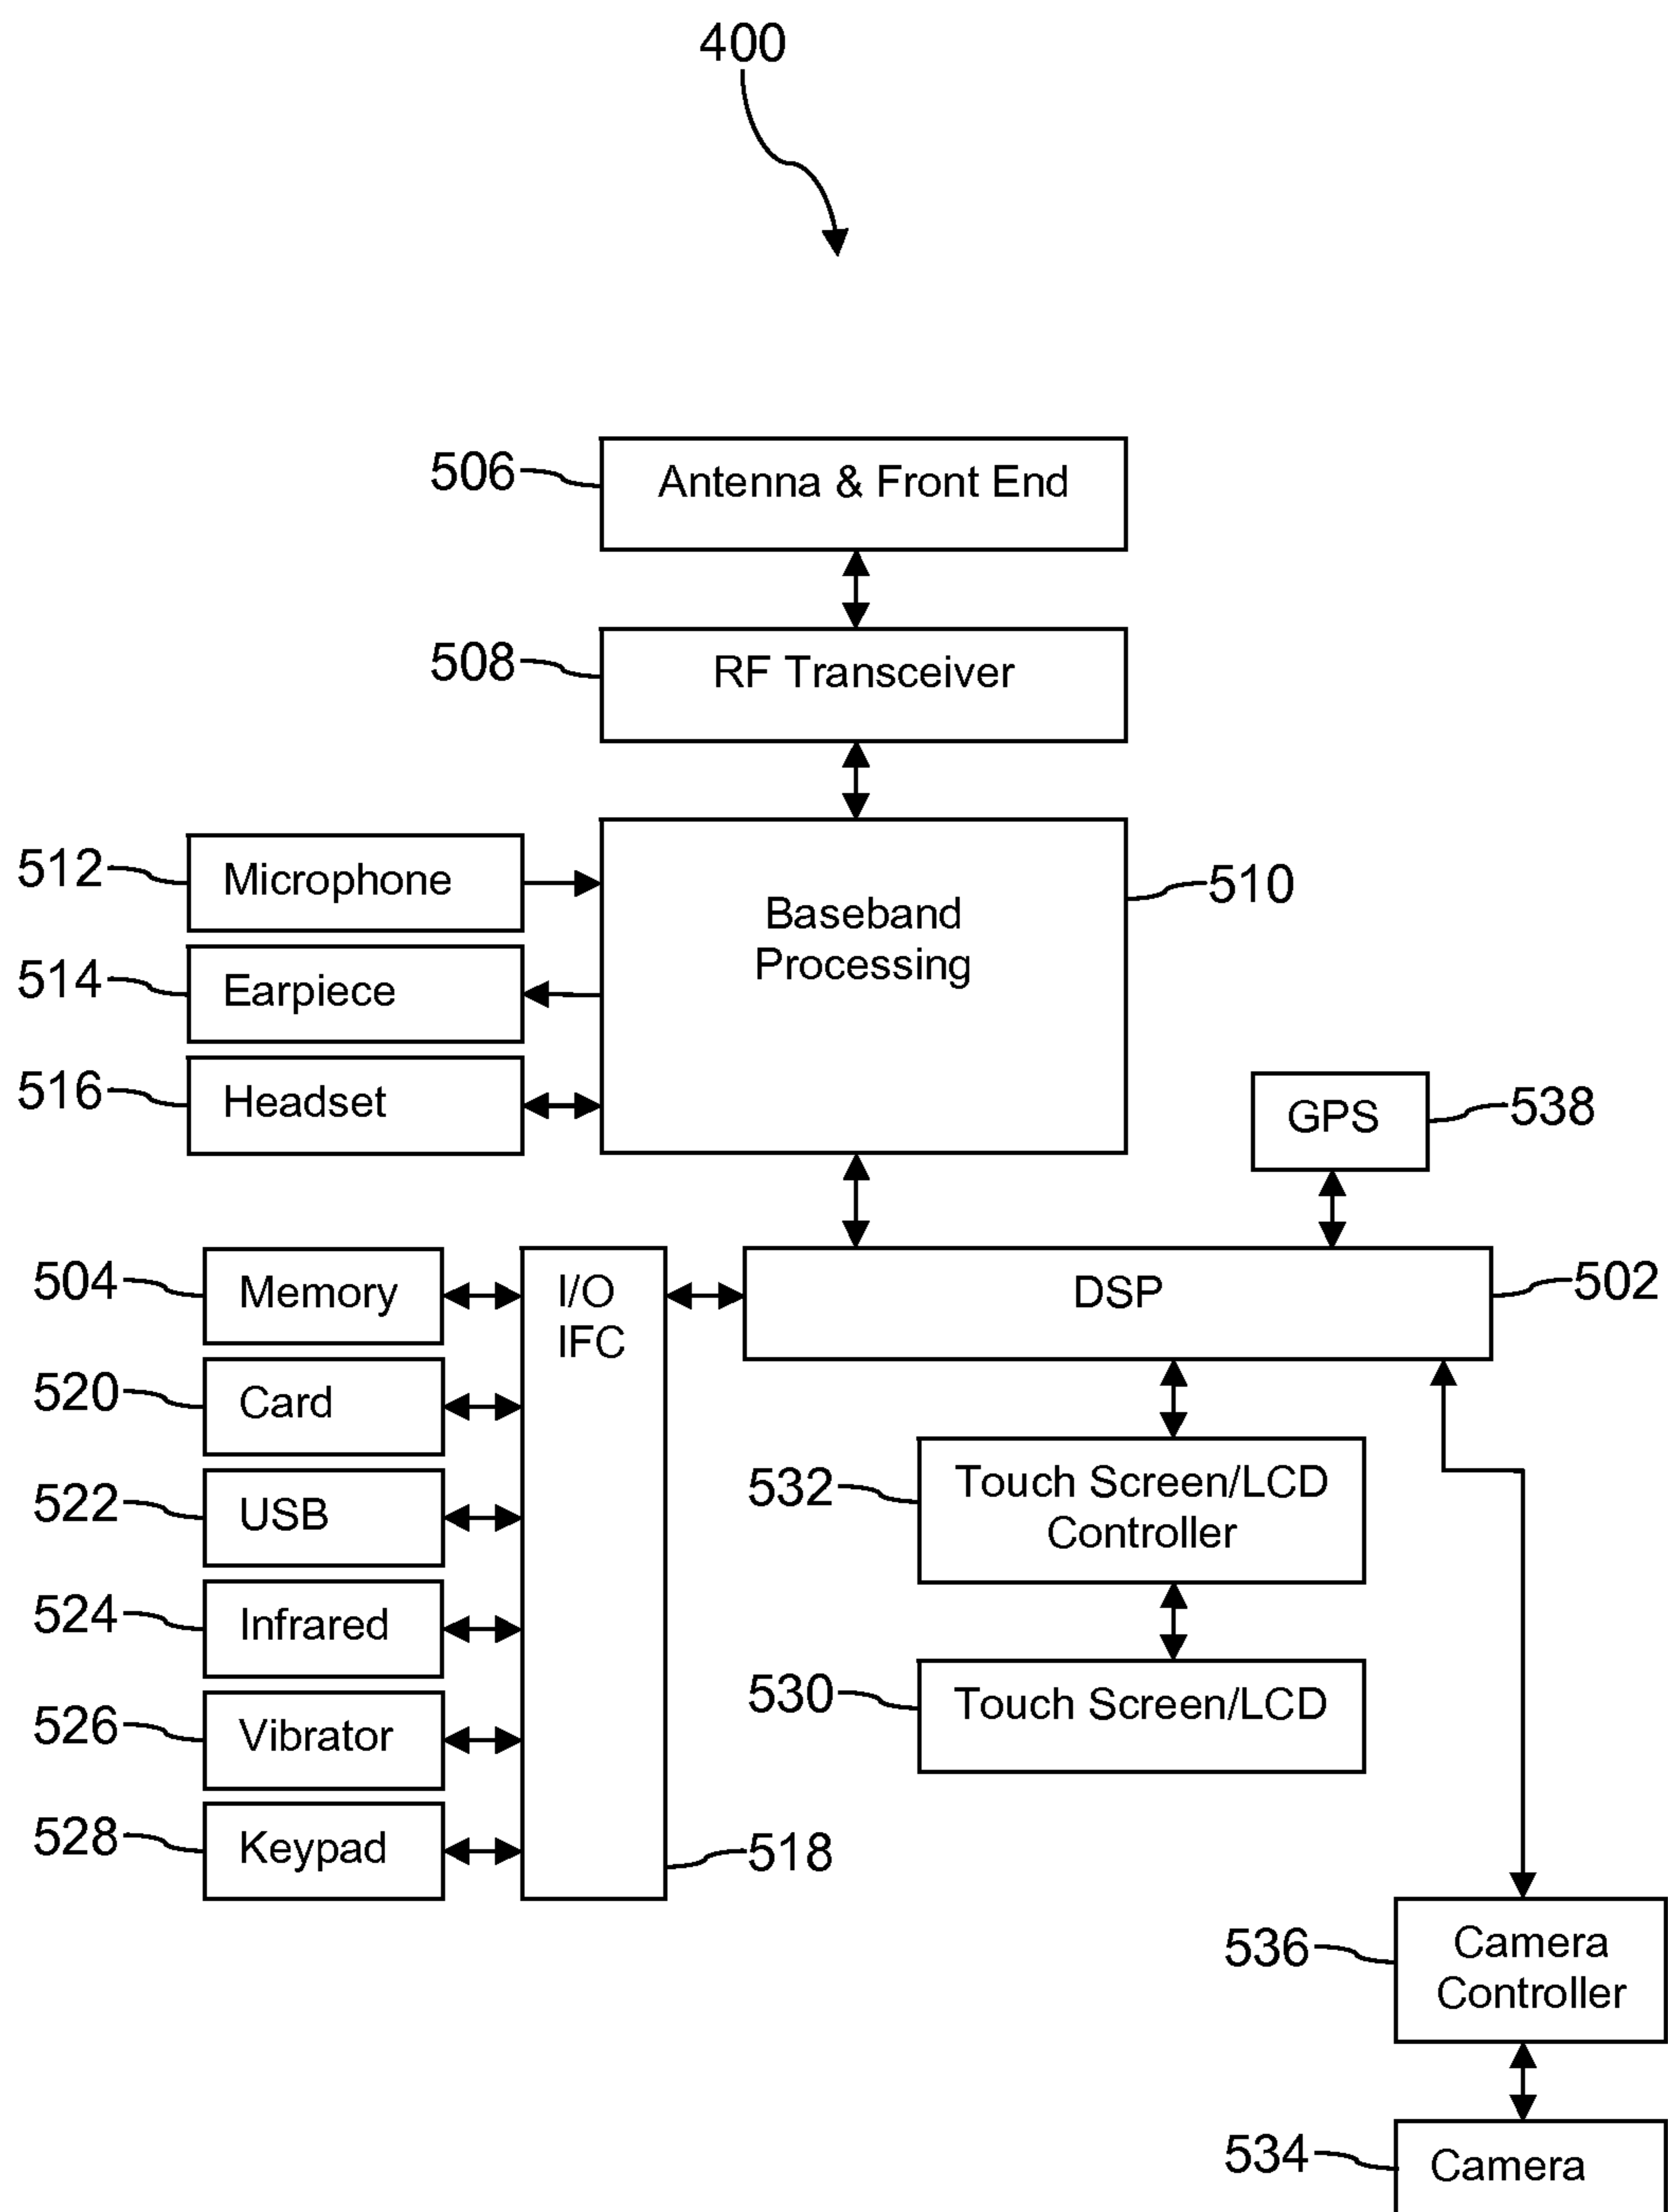 400
506
Antenna & Front End
508
RF Transceiver
512
Microphone
Baseband
Processing
510
514
Earpiece
516
Headset
GPS
538
504
Memory
I/O
IFC
DSP
502
520
Card
522
USB
532
Touch Screen/LCD
Controller
524
Infrared
530
Touch Screen/LCD
526
Vibrator
528
Keypad
518
536
Camera
Controller
534
Camera